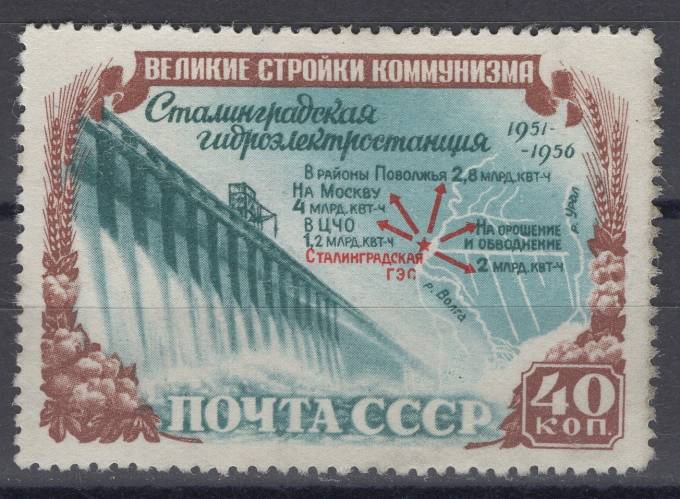 ВЕЛИКИЕ СТРОЙКИ КОММУНИЗМА
Сталинградская
гидроэлектростанция
1951-
-1956
В РАЙОНЫ ПОВОЛЖЬЯ 2,8 МЛРД.КВТ-Ч
НА МОСКВУ
4 МЛРД.КВТ-Ч
В ЦЧО
1,2 МЛРД.КВТ-Ч
СТАЛИНГРАДСКАЯ
ГЭС
НА ОРОШЕНИЕ
И ОБВОДНЕНИЕ
2 МЛРД.КВТ-Ч
р. Урал
р. Волга
ПОЧТА СССР
40
КОП.